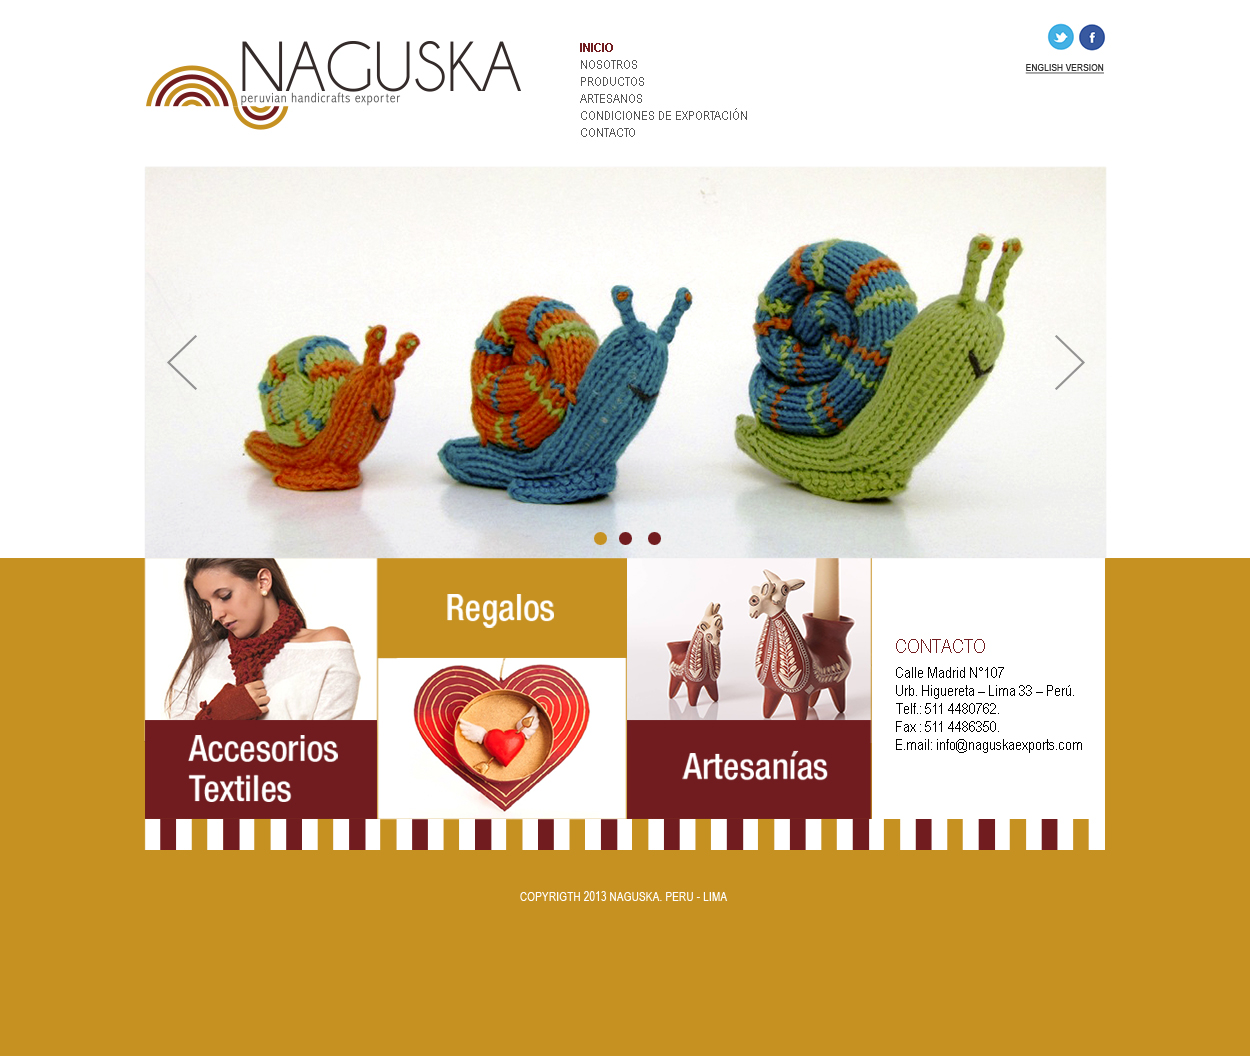 NAGUSKA
peruvian handicrafts exporter
INICIO
NOSOTROS
PRODUCTOS
ARTESANOS
CONDICIONES DE EXPORTACIÓN
CONTACTO
f
ENGLISH VERSION
Accesorios
Textiles
Regalos
Artesanías
CONTACTO
Calle Madrid N°107
Urb. Higuereta – Lima 33 – Perú.
Telf.: 511 4480762.
Fax : 511 4486350.
E.mail: info@naguskaexports.com
COPYRIGTH 2013 NAGUSKA. PERU - LIMA